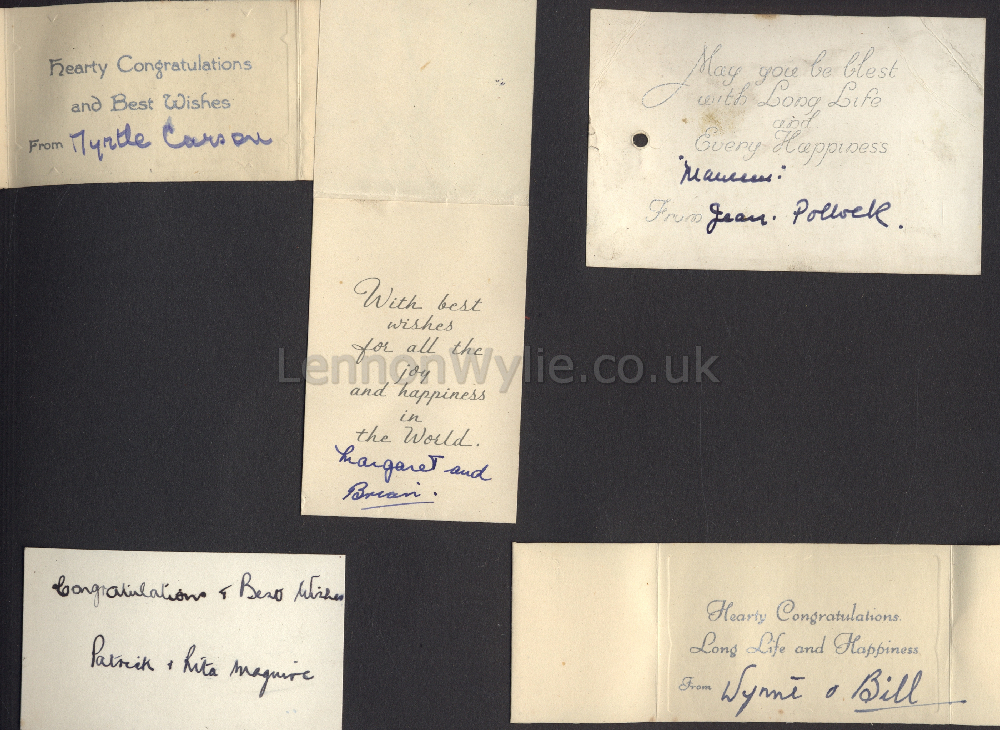 Hearty Congratulations
and Best Wishes
From Myrtle Carson
With best
wishes
for all the
joy
and happiness
in
the World.
Margaret and
Brian.
May you be blest
with Long Life
and
Every Happiness
From Jean. Pollock.
Congratulations & Best Wishes
Patrick & Rita Maguire
Hearty Congratulations.
Long Life and Happiness
From Wynne & Bill
LennonWylie.co.uk